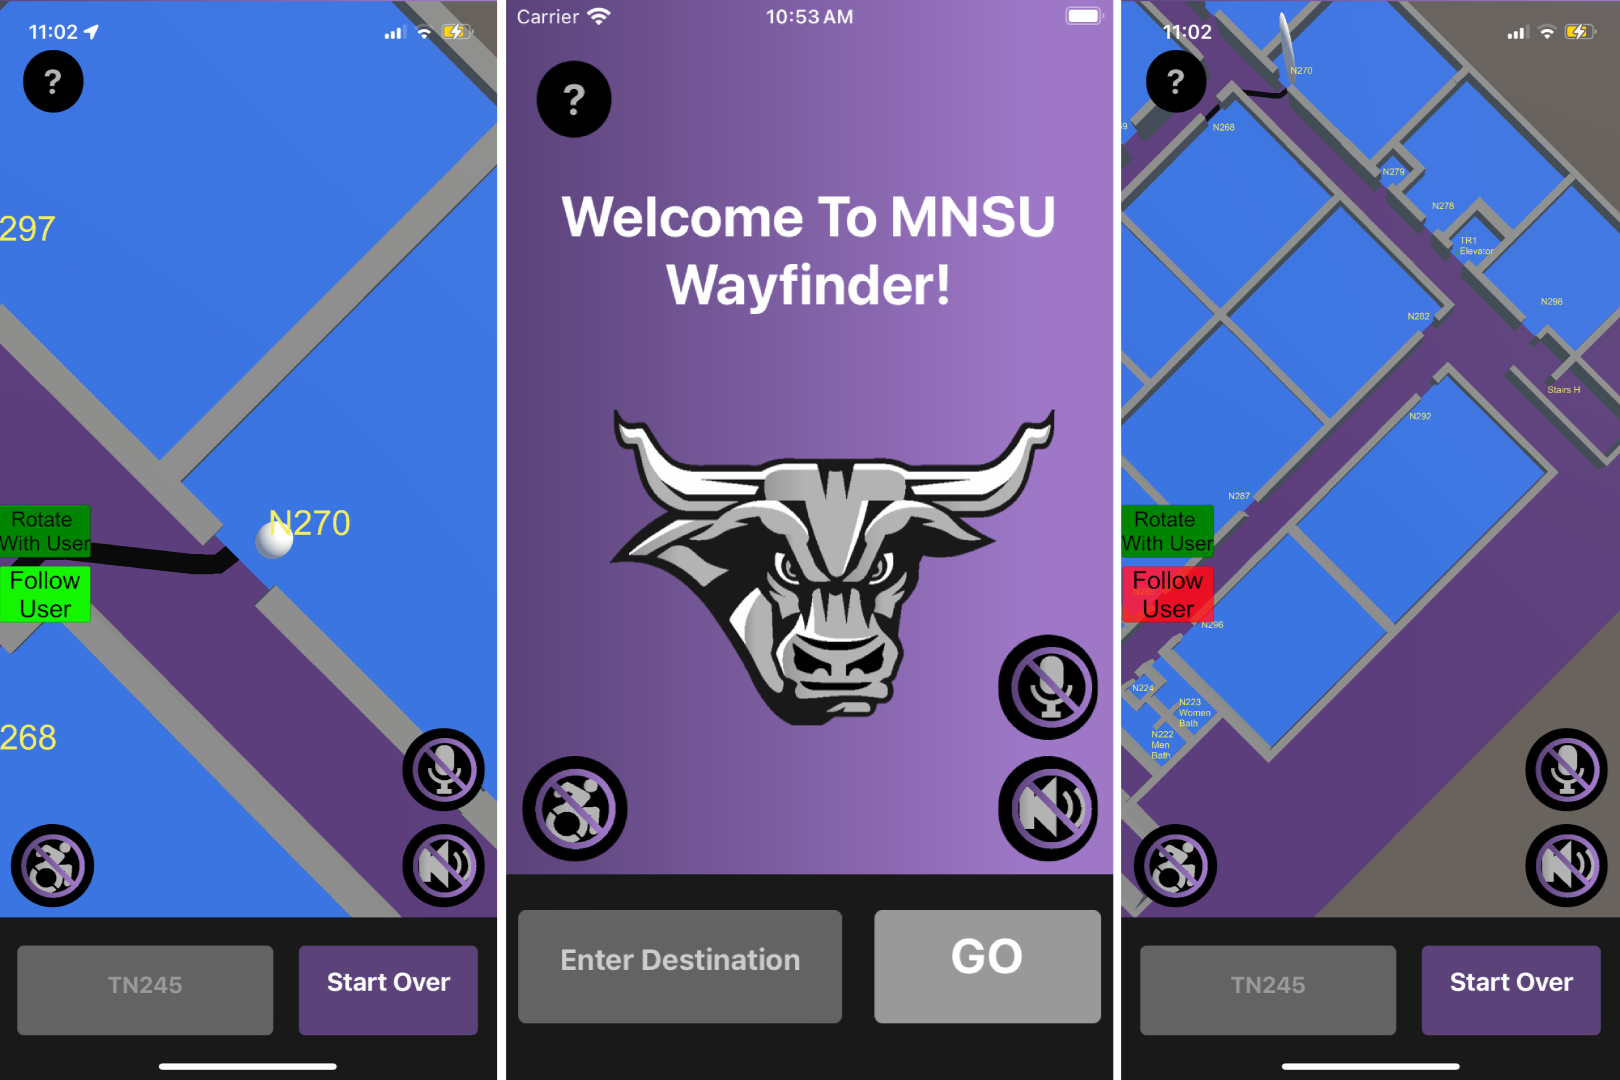 11:02
?
297
N270
Rotate
With User
Follow
User
268
TN245
Start Over
Carrier
10:53 AM
?
Welcome To MNSU
Wayfinder!
Enter Destination
GO
11:02
?
N270
N268
N279
N278
TR1
Elevator
N298
N282
Stairs H
N292
N287
Rotate
With User
Follow
User
N296
N224
N223
Women
Bath
N222
Men
Bath
TN245
Start Over